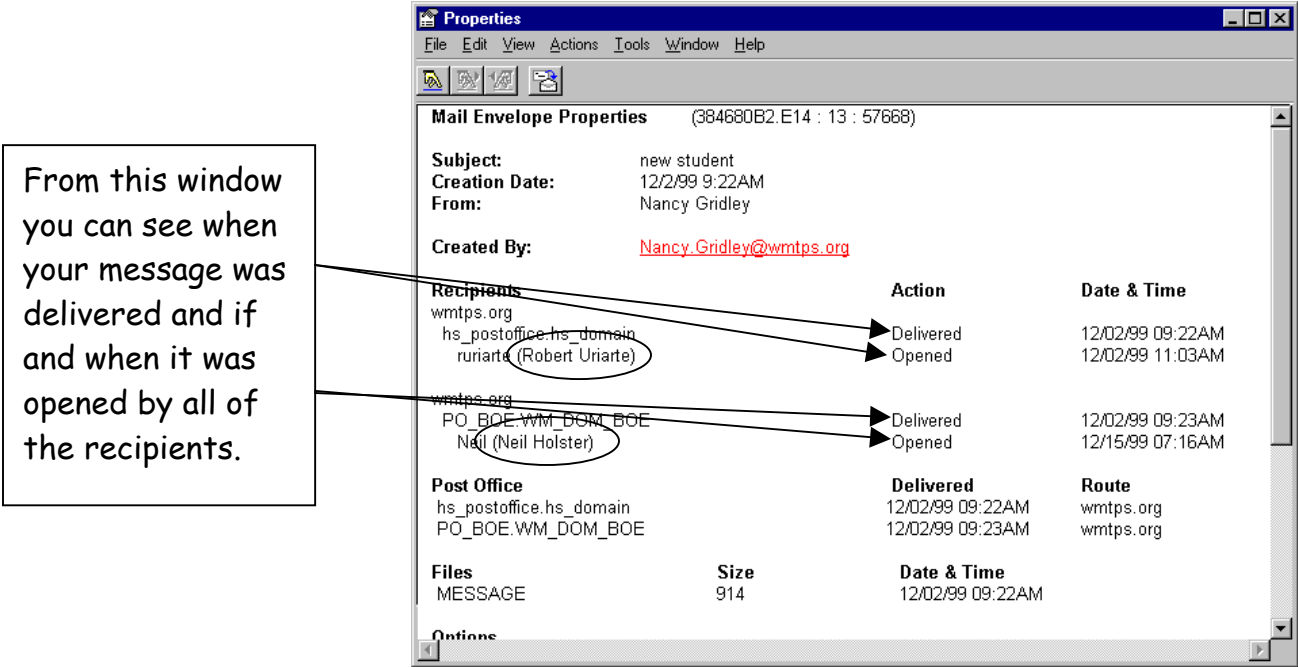 From this window
you can see when
your message was
delivered and if
and when it was
opened by all of
the recipients.
Properties
File Edit View Actions Tools Window Help
Mail Envelope Properties (384680B2.E14 : 13 : 57668)
Subject: new student
Creation Date: 12/2/99 9:22AM
From: Nancy Gridley
Created By: Nancy.Gridley@wmtps.org
Recipients Action Date & Time
wmtps.org
hs_postoffice.hs_domain Delivered 12/02/99 09:22AM
ruriarte (Robert Uriarte) Opened 12/02/99 11:03AM
wmtps.org
PO_BOE.WM_DOM_BOE Delivered 12/02/99 09:23AM
Neil (Neil Holster) Opened 12/15/99 07:16AM
Post Office Delivered Route
hs_postoffice.hs_domain 12/02/99 09:22AM wmtps.org
PO_BOE.WM_DOM_BOE 12/02/99 09:23AM wmtps.org
Files Size Date & Time
MESSAGE 914 12/02/99 09:22AM
Options